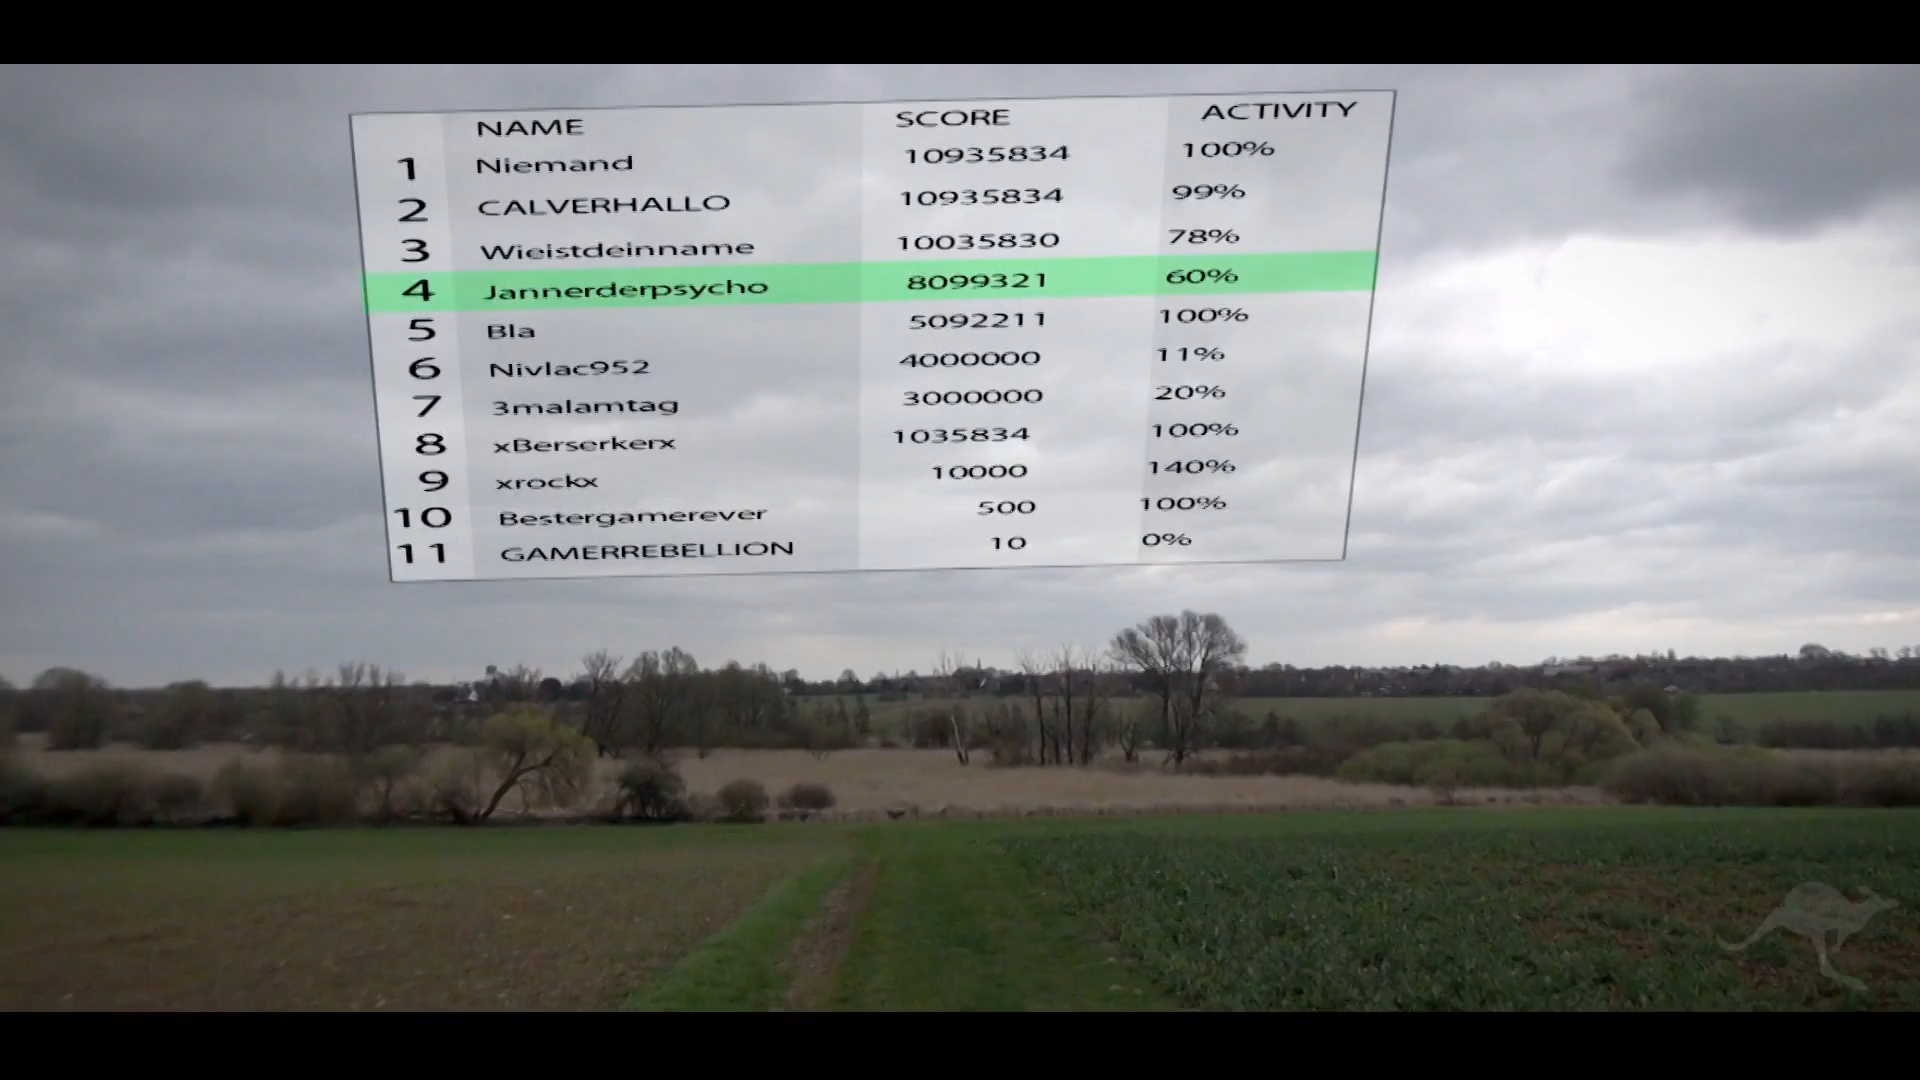 NAME SCORE ACTIVITY
1 Niemand 10935834 100%
2 CALVERHALLO 10935834 99%
3 Wieistdeinname 10035830 78%
4 Jannerderpsycho 8099321 60%
5 Bla 5092211 100%
6 Nivlac952 4000000 11%
7 3malamtag 3000000 20%
8 xBerserkerx 1035834 100%
9 xrockx 10000 140%
10 Bestergamerever 500 100%
11 GAMERREBELLION 10 0%